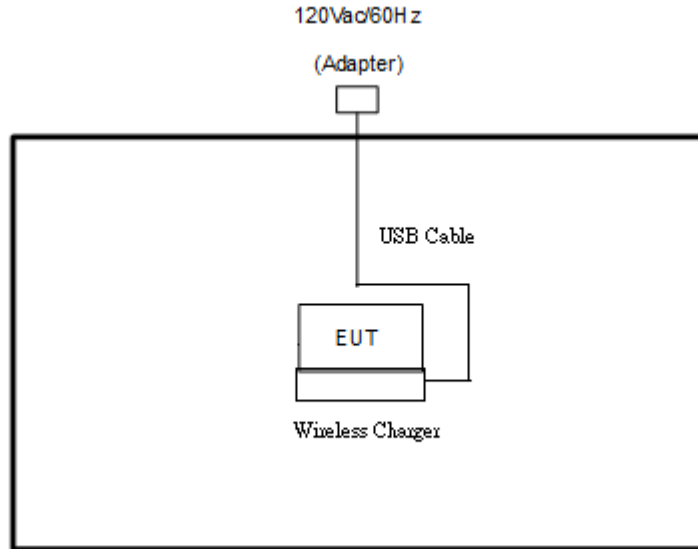 120Vac/60Hz
(Adapter)
USB Cable
EUT
Wireless Charger